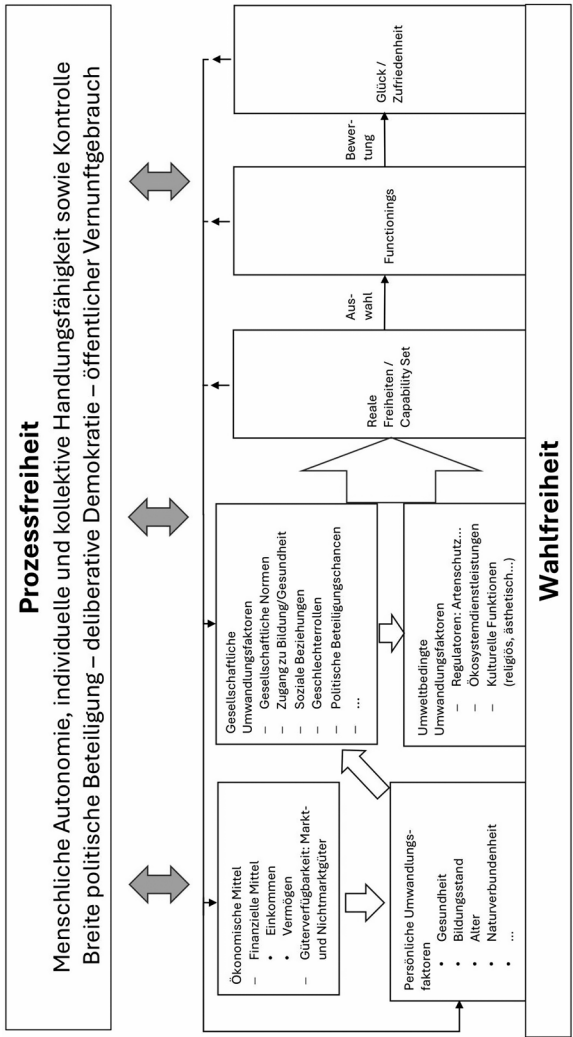 Prozessfreiheit
Menschliche Autonomie, individuelle und kollektive Handlungsfähigkeit sowie Kontrolle
Breite politische Beteiligung – deliberative Demokratie – öffentlicher Vernunftgebrauch
Ökonomische Mittel
– Finanzielle Mittel
• Einkommen
• Vermögen
– Güterverfügbarkeit: Markt-
und Nichtmarktgüter
Persönliche Umwandlungs-
faktoren
• Gesundheit
• Bildungsstand
• Alter
• Naturverbundenheit
• ...
Gesellschaftliche
Umwandlungsfaktoren
– Gesellschaftliche Normen
– Zugang zu Bildung/Gesundheit
– Soziale Beziehungen
– Geschlechterrollen
– Politische Beteiligungschancen
– ...
Umweltbedingte
Umwandlungsfaktoren
– Regulatoren: Artenschutz...
– Ökosystemdienstleistungen
– Kulturelle Funktionen
(religiös, ästhetisch...)
Reale
Freiheiten /
Capability Set
Aus-
wahl
Functionings
Bewer-
tung
Glück /
Zufriedenheit
Wahlfreiheit